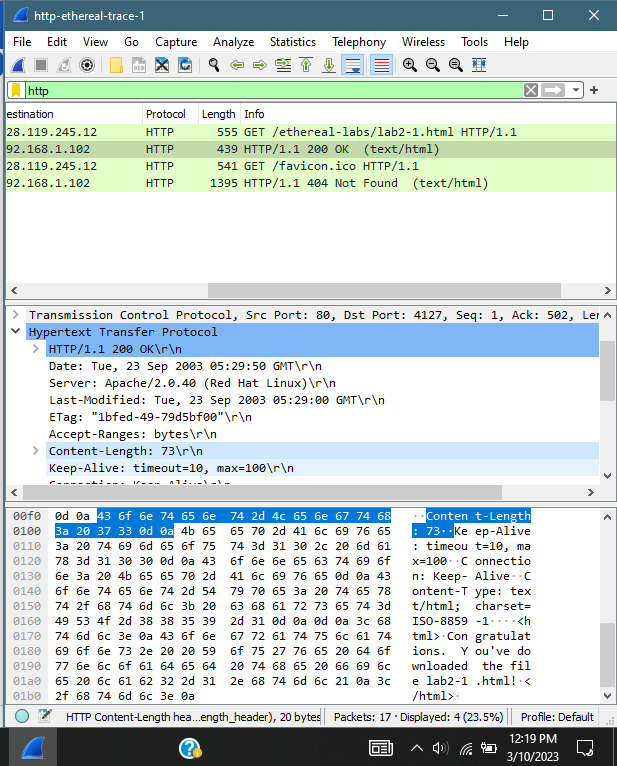 http-ethereal-trace-1
File Edit View Go Capture Analyze Statistics Telephony Wireless Tools Help
http
estination Protocol Length Info
28.119.245.12 HTTP 555 GET /ethereal-labs/lab2-1.html HTTP/1.1
92.168.1.102 HTTP 439 HTTP/1.1 200 OK (text/html)
28.119.245.12 HTTP 541 GET /favicon.ico HTTP/1.1
92.168.1.102 HTTP 1395 HTTP/1.1 404 Not Found (text/html)
Transmission Control Protocol, Src Port: 80, Dst Port: 4127, Seq: 1, Ack: 502, Ler
Hypertext Transfer Protocol
HTTP/1.1 200 OK\r\n
Date: Tue, 23 Sep 2003 05:29:50 GMT\r\n
Server: Apache/2.0.40 (Red Hat Linux)\r\n
Last-Modified: Tue, 23 Sep 2003 05:29:00 GMT\r\n
ETag: "1bfed-49-79d5bf00"\r\n
Accept-Ranges: bytes\r\n
Content-Length: 73\r\n
Keep-Alive: timeout=10, max=100\r\n
Connection: Keep-Alive\r\n
00f0 0d 0a 43 6f 6e 74 65 6e 74 2d 4c 65 6e 67 74 68 ··Conten t-Length
0100 3a 20 37 33 0d 0a 4b 65 65 70 2d 41 6c 69 76 65 : 73··Ke ep-Alive
0110 3a 20 74 69 6d 65 6f 75 74 3d 31 30 2c 20 6d 61 : timeou t=10, ma
0120 78 3d 31 30 30 0d 0a 43 6f 6e 6e 65 63 74 69 6f x=100··C onnectio
0130 6e 3a 20 4b 65 65 70 2d 41 6c 69 76 65 0d 0a 43 n: Keep- Alive··C
0140 6f 6e 74 65 6e 74 2d 54 79 70 65 3a 20 74 65 78 ontent-T ype: tex
0150 74 2f 68 74 6d 6c 3b 20 63 68 61 72 73 65 74 3d t/html; charset=
0160 49 53 4f 2d 38 38 35 39 2d 31 0d 0a 0d 0a 3c 68 ISO-8859 -1····<h
0170 74 6d 6c 3e 0a 43 6f 6e 67 72 61 74 75 6c 61 74 tml>·Con gratulat
0180 69 6f 6e 73 2e 20 20 59 6f 75 27 76 65 20 64 6f ions. Y ou've do
0190 77 6e 6c 6f 61 64 65 64 20 74 68 65 20 66 69 6c wnloaded the fil
01a0 65 20 6c 61 62 32 2d 31 2e 68 74 6d 6c 21 0a 3c e lab2-1 .html!·<
01b0 2f 68 74 6d 6c 3e 0a /html>·
HTTP Content-Length hea…ength_header), 20 bytes Packets: 17 · Displayed: 4 (23.5%) Profile: Default
12:19 PM
3/10/2023